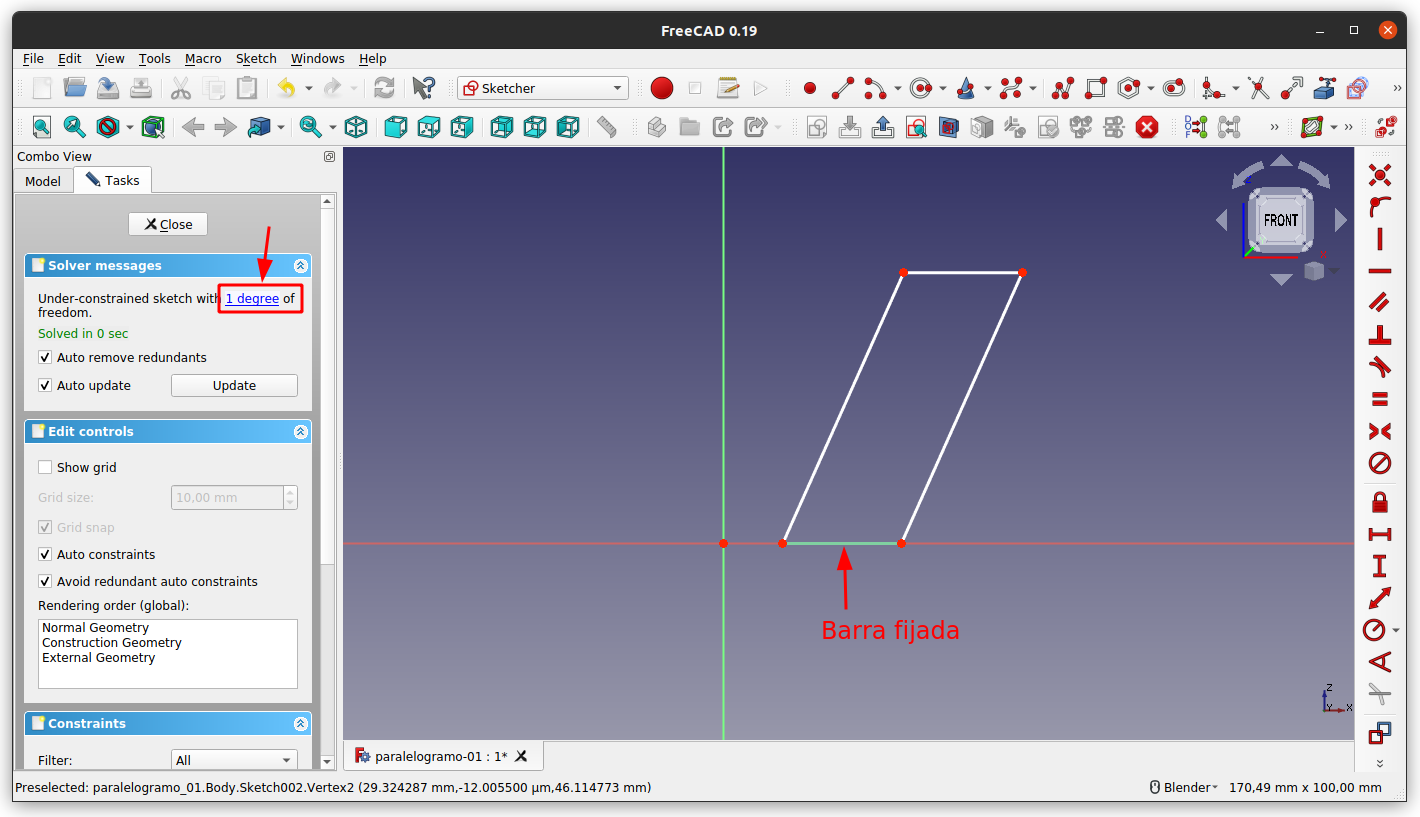 FreeCAD 0.19
File Edit View Tools Macro Sketch Windows Help
Sketcher
Combo View
Model Tasks
Close
Solver messages
Under-constrained sketch with 1 degree of
freedom.
Solved in 0 sec
Auto remove redundants
Auto update Update
Edit controls
Show grid
Grid size: 10,00 mm
Grid snap
Auto constraints
Avoid redundant auto constraints
Rendering order (global):
Normal Geometry
Construction Geometry
External Geometry
Constraints
Filter: All
Z
FRONT
Barra fijada
Z
Y X
paralelogramo-01 : 1*
Preselected: paralelogramo_01.Body.Sketch002.Vertex2 (29.324287 mm,-12.005500 µm,46.114773 mm)
Blender 170,49 mm x 100,00 mm